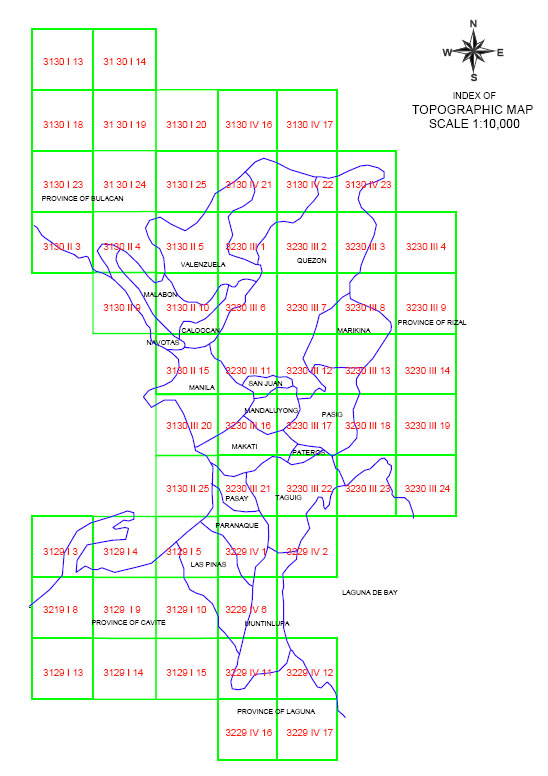 N
W E
S
INDEX OF
TOPOGRAPHIC MAP
SCALE 1:10,000
3130 I 13 3130 I 14
3130 I 18 3130 I 19 3130 I 20 3130 IV 16 3130 IV 17
3130 I 23 3130 I 24 3130 I 25 3130 IV 21 3130 IV 22 3130 IV 23
PROVINCE OF BULACAN
3130 II 3 3130 II 4 3130 II 5 3230 III 1 3230 III 2 3230 III 3 3230 III 4
VALENZUELA QUEZON
MALABON
3130 II 9 3130 II 10 3230 III 6 3230 III 7 3230 III 8 3230 III 9
PROVINCE OF RIZAL
CALOOCAN MARIKINA
NAVOTAS
3130 II 15 3230 III 11 3230 III 12 3230 III 13 3230 III 14
MANILA SAN JUAN
MANDALUYONG PASIG
3130 III 20 3230 III 16 3230 III 17 3230 III 18 3230 III 19
MAKATI PATEROS
3130 II 25 3230 III 21 3230 III 22 3230 III 23 3230 III 24
PASAY TAGUIG
PARANAQUE
3129 I 3 3129 I 4 3129 I 5 3229 IV 1 3229 IV 2
LAS PINAS
LAGUNA DE BAY
3219 I 8 3129 I 9 3129 I 10 3229 IV 6
PROVINCE OF CAVITE MUNTINLUPA
3129 I 13 3129 I 14 3129 I 15 3229 IV 11 3229 IV 12
PROVINCE OF LAGUNA
3229 IV 16 3229 IV 17